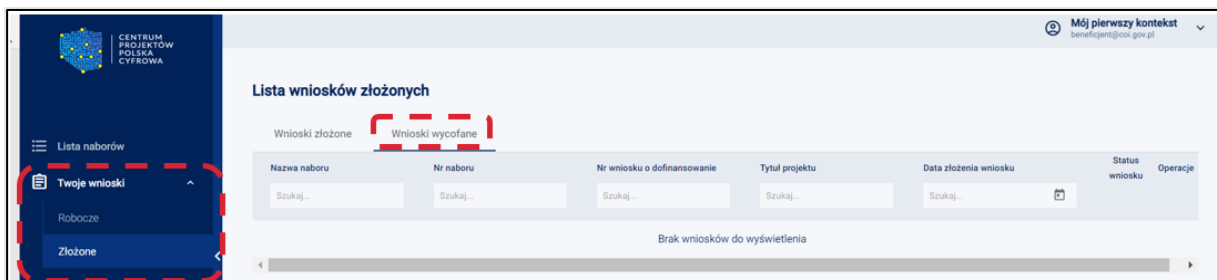 CENTRUM
PROJEKTÓW
POLSKA
CYFROWA
Mój pierwszy kontekst
beneficjent@coi.gov.pl
Lista naborów
Twoje wnioski
Robocze
Złożone
Lista wniosków złożonych
Wnioski złożone Wnioski wycofane
Nazwa naboru Nr naboru Nr wniosku o dofinansowanie Tytuł projektu Data złożenia wniosku Status wniosku Operacje
Szukaj... Szukaj... Szukaj... Szukaj... Szukaj...
Brak wniosków do wyświetlenia